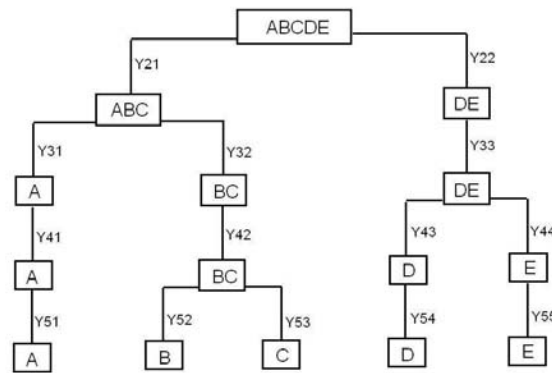 ABCDE
Y21 Y22
ABC DE
Y31 Y32 Y33
A BC DE
Y41 Y42 Y43 Y44
A BC D E
Y51 Y52 Y53 Y54 Y55
A B C D E